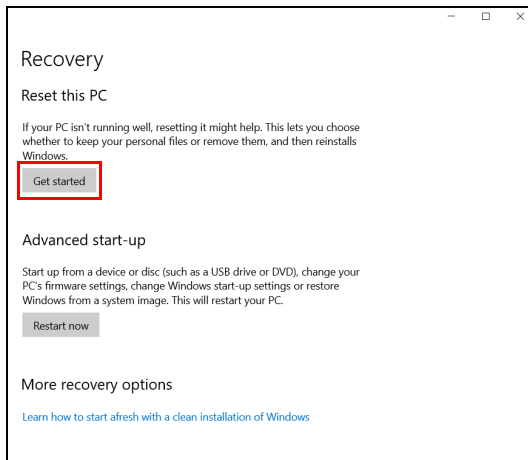 Recovery
Reset this PC
If your PC isn't running well, resetting it might help. This lets you choose
whether to keep your personal files or remove them, and then reinstalls
Windows.
Get started
Advanced start-up
Start up from a device or disc (such as a USB drive or DVD), change your
PC's firmware settings, change Windows start-up settings or restore
Windows from a system image. This will restart your PC.
Restart now
More recovery options
Learn how to start afresh with a clean installation of Windows